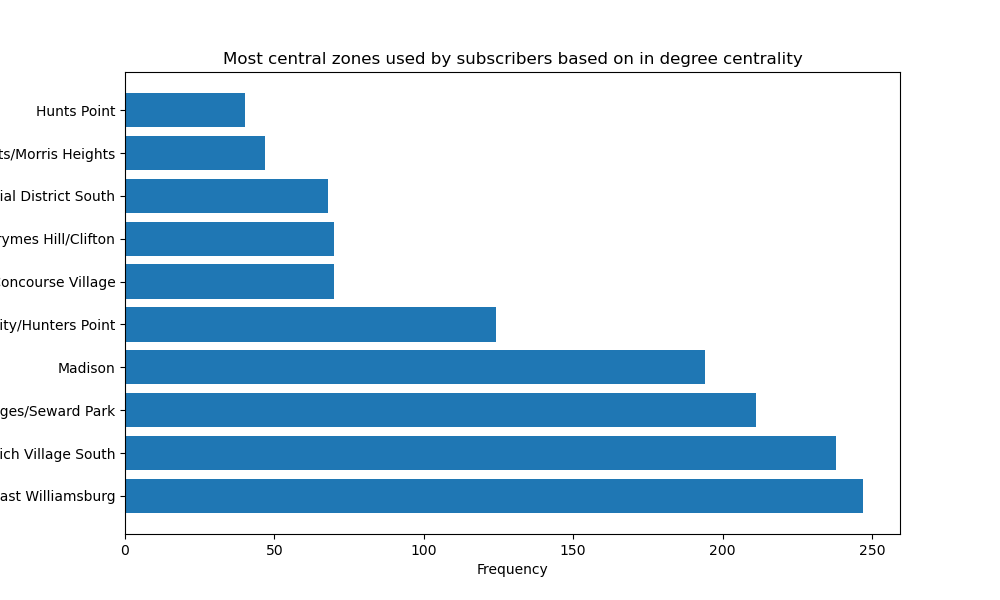 Most central zones used by subscribers based on in degree centrality
Hunts Point
ts/Morris Heights
ial District South
rymes Hill/Clifton
Concourse Village
ity/Hunters Point
Madison
ges/Seward Park
ich Village South
ast Williamsburg
0 50 100 150 200 250
Frequency